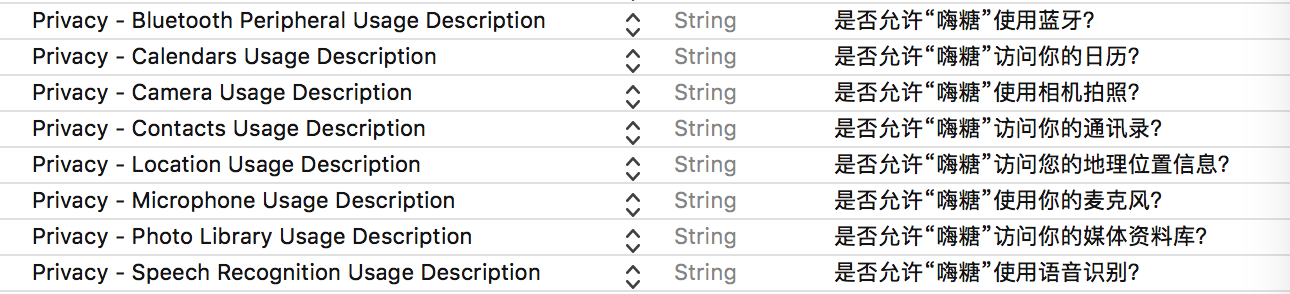 Privacy - Bluetooth Peripheral Usage Description String 是否允许“嗨糖”使用蓝牙?
Privacy - Calendars Usage Description String 是否允许“嗨糖”访问你的日历?
Privacy - Camera Usage Description String 是否允许“嗨糖”使用相机拍照?
Privacy - Contacts Usage Description String 是否允许“嗨糖”访问你的通讯录?
Privacy - Location Usage Description String 是否允许“嗨糖”访问您的地理位置信息?
Privacy - Microphone Usage Description String 是否允许“嗨糖”使用你的麦克风?
Privacy - Photo Library Usage Description String 是否允许“嗨糖”访问你的媒体资料库?
Privacy - Speech Recognition Usage Description String 是否允许“嗨糖”使用语音识别?